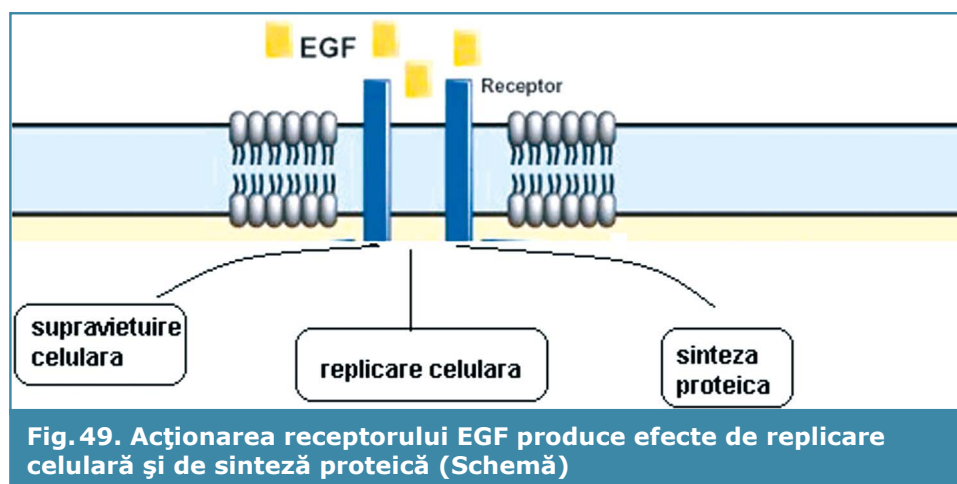 EGF
Receptor
supravietuire
celulara
replicare celulara
sinteza
proteica
Fig. 49. Acţionarea receptorului EGF produce efecte de replicare
celulară şi de sinteză proteică (Schemă)